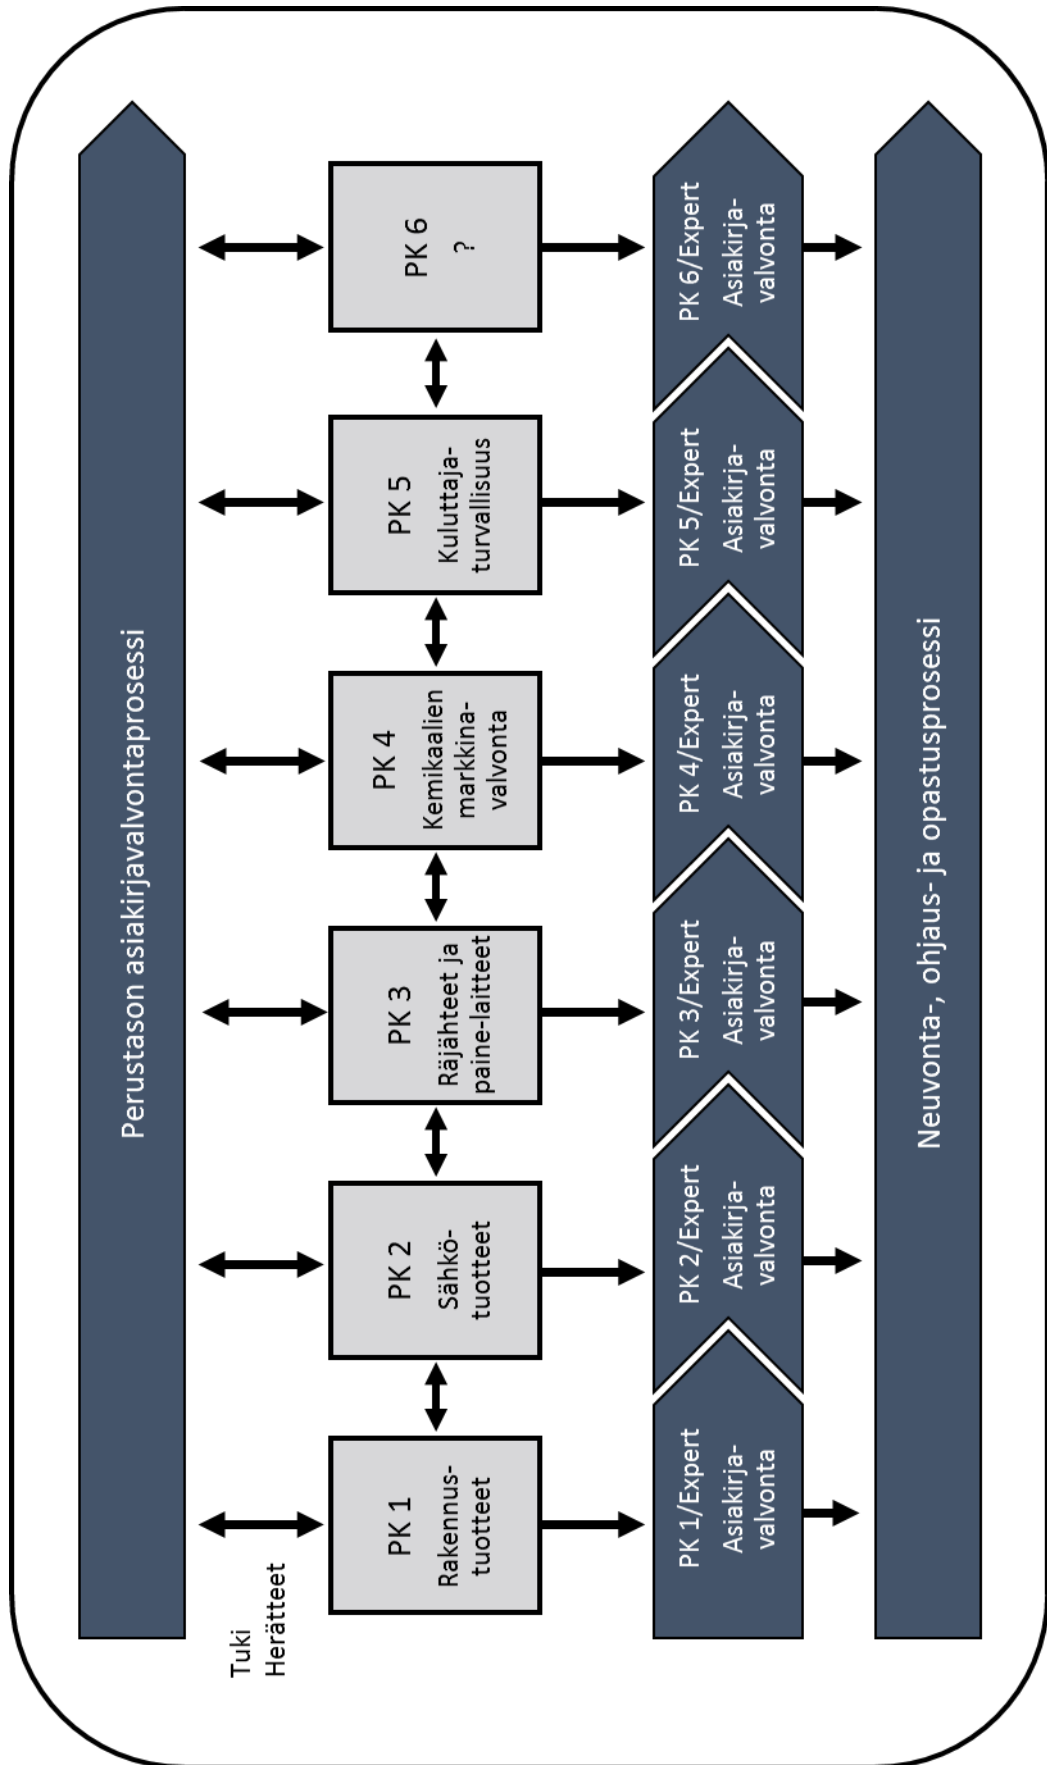 Perustason asiakirjavalvontaprosessi
Tuki
Herätteet
PK 1
Rakennus-
tuotteet
PK 2
Sähkö-
tuotteet
PK 3
Räjähteet ja
paine-laitteet
PK 4
Kemikaalien
markkina-
valvonta
PK 5
Kuluttaja-
turvallisuus
PK 6
?
PK 1/Expert
Asiakirja-
valvonta
PK 2/Expert
Asiakirja-
valvonta
PK 3/Expert
Asiakirja-
valvonta
PK 4/Expert
Asiakirja-
valvonta
PK 5/Expert
Asiakirja-
valvonta
PK 6/Expert
Asiakirja-
valvonta
Neuvonta-, ohjaus- ja opastusprosessi